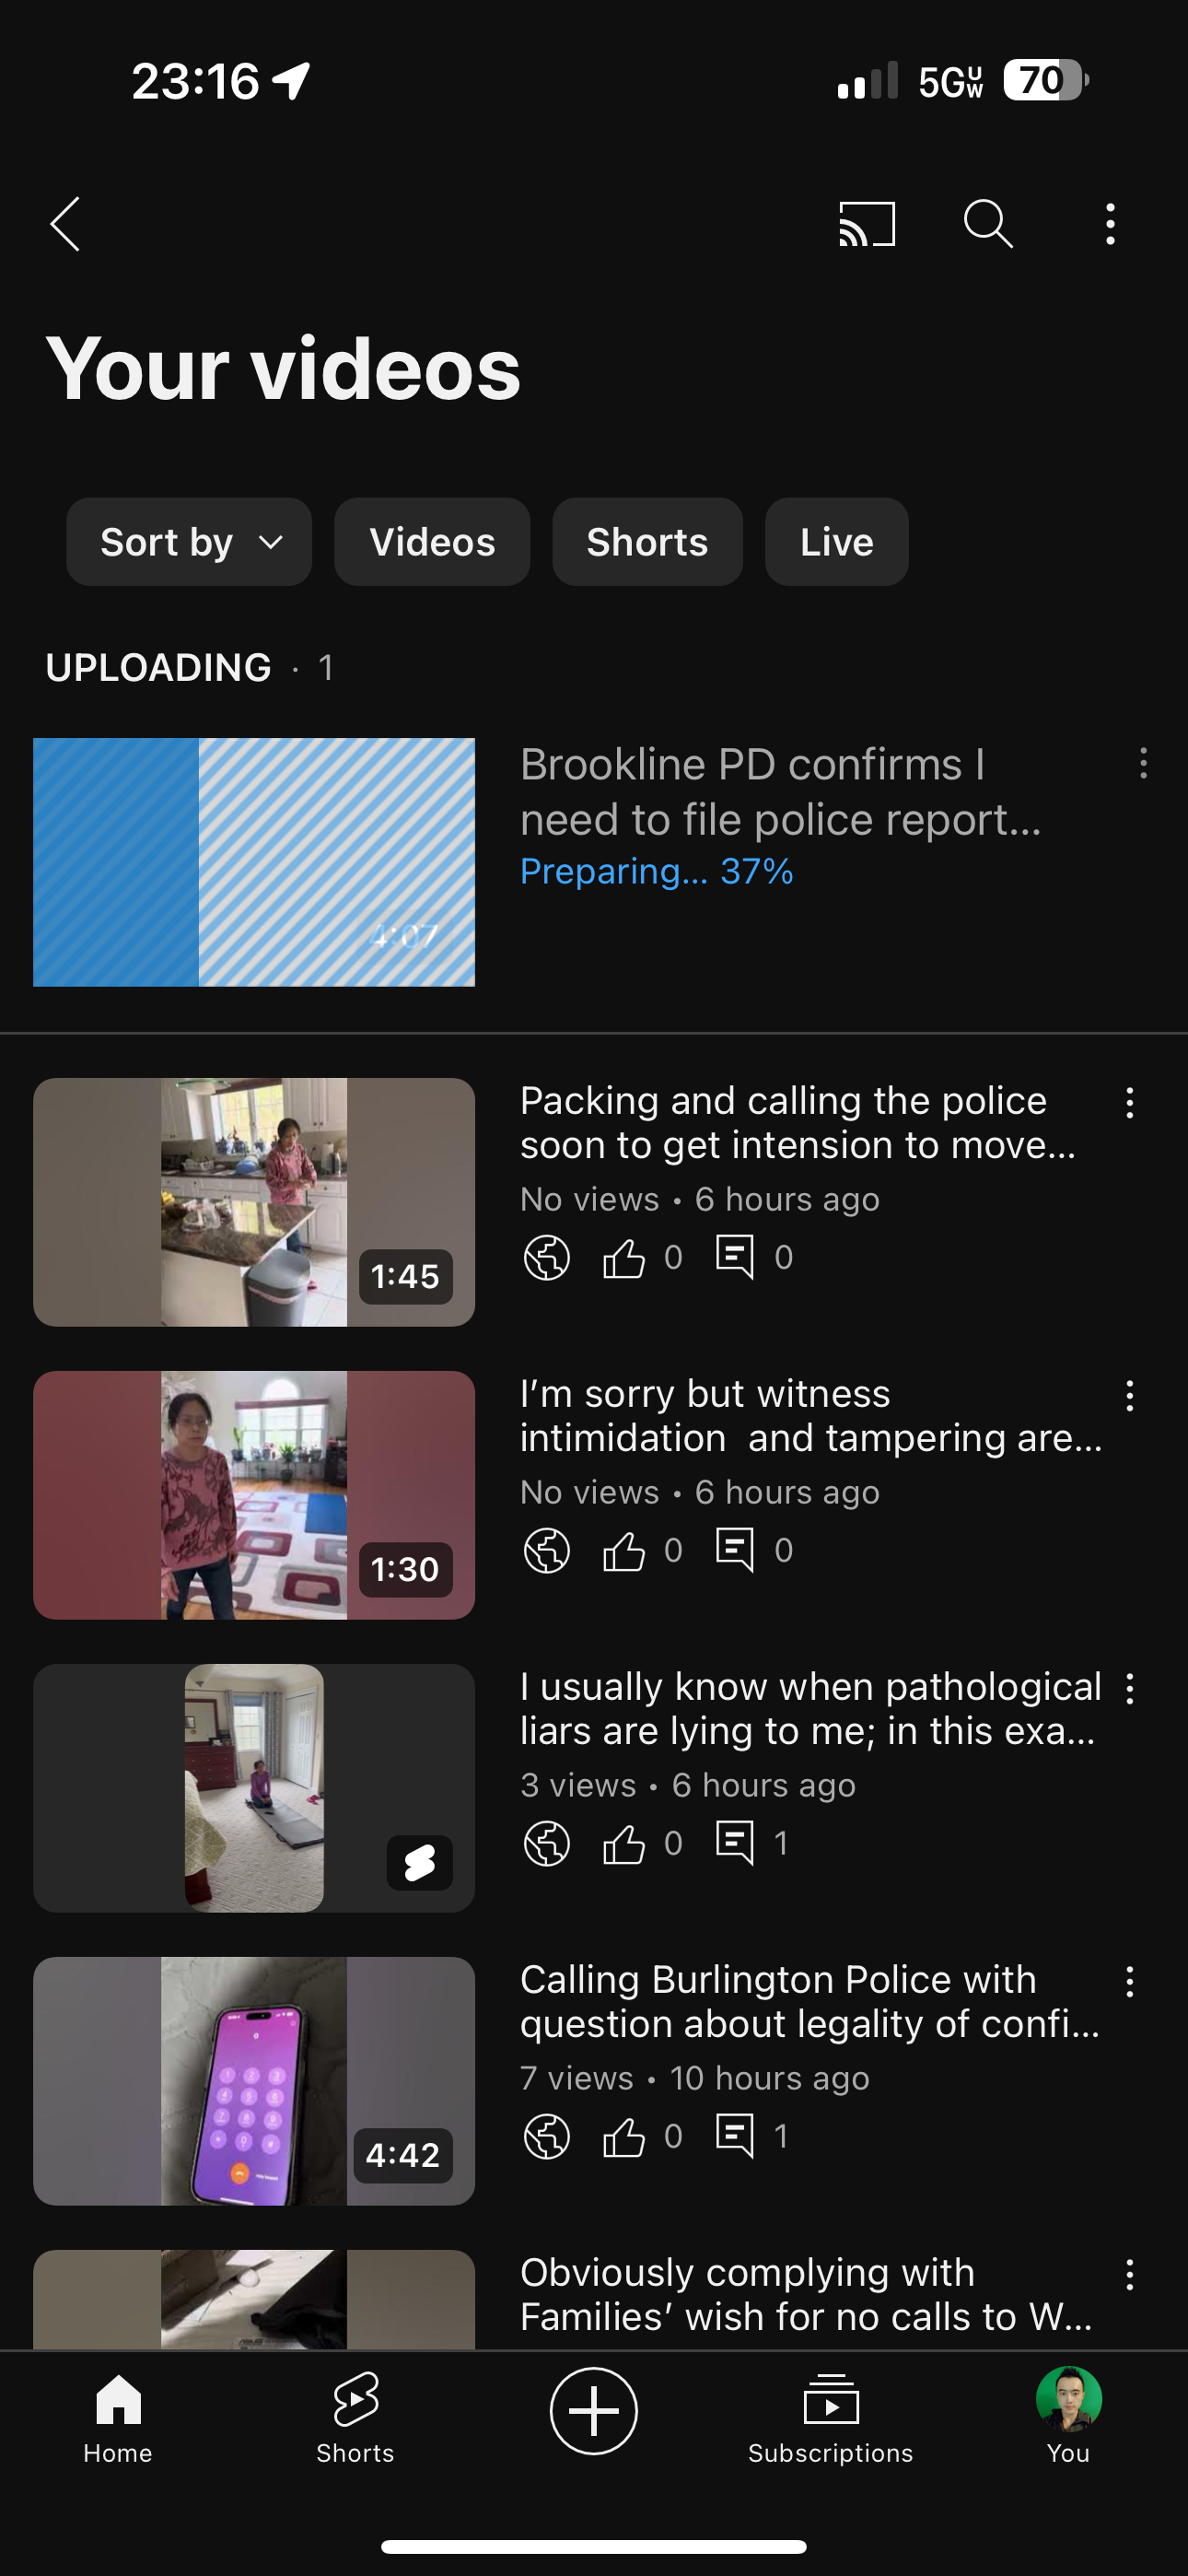 23:16
5G UW 70
Your videos
Sort by Videos Shorts Live
UPLOADING · 1
Brookline PD confirms I
need to file police report...
Preparing... 37%
4:07
Packing and calling the police
soon to get intension to move...
No views • 6 hours ago
0 0
1:45
I’m sorry but witness
intimidation  and tampering are...
No views • 6 hours ago
0 0
1:30
I usually know when pathological
liars are lying to me; in this exa...
3 views • 6 hours ago
0 1
Calling Burlington Police with
question about legality of confi...
7 views • 10 hours ago
0 1
4:42
Obviously complying with
Families’ wish for no calls to W...
Home Shorts Subscriptions You